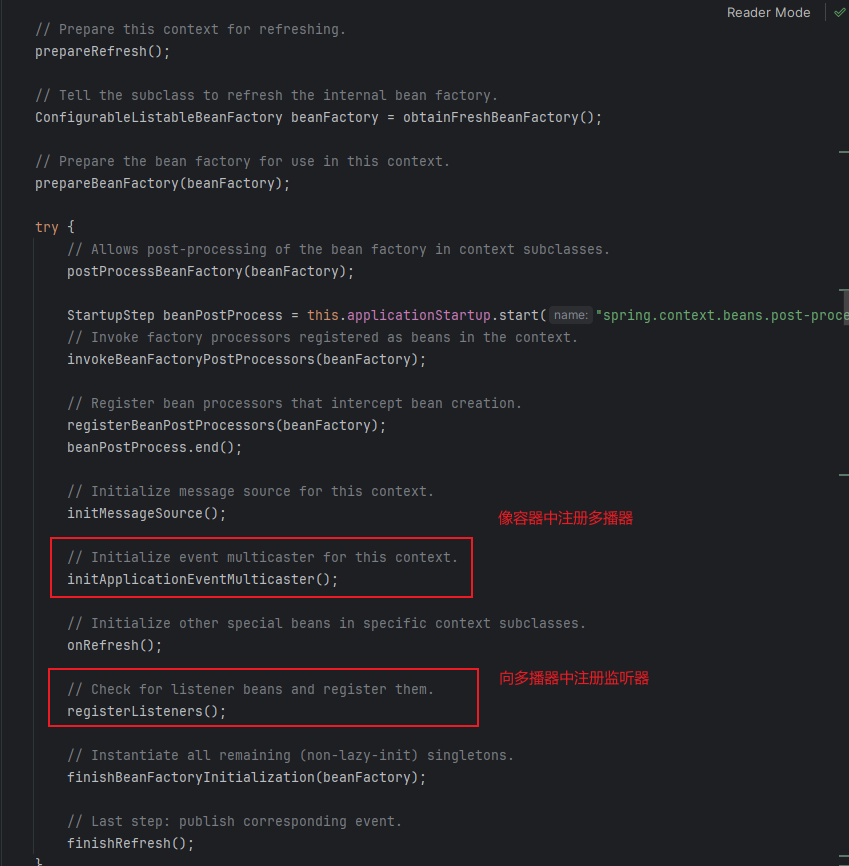 Reader Mode
// Prepare this context for refreshing.
prepareRefresh();
// Tell the subclass to refresh the internal bean factory.
ConfigurableListableBeanFactory beanFactory = obtainFreshBeanFactory();
// Prepare the bean factory for use in this context.
prepareBeanFactory(beanFactory);
try {
// Allows post-processing of the bean factory in context subclasses.
postProcessBeanFactory(beanFactory);
StartupStep beanPostProcess = this.applicationStartup.start( name: "spring.context.beans.post-proce
// Invoke factory processors registered as beans in the context.
invokeBeanFactoryPostProcessors(beanFactory);
// Register bean processors that intercept bean creation.
registerBeanPostProcessors(beanFactory);
beanPostProcess.end();
// Initialize message source for this context.
initMessageSource();
像容器中注册多播器
// Initialize event multicaster for this context.
initApplicationEventMulticaster();
// Initialize other special beans in specific context subclasses.
onRefresh();
向多播器中注册监听器
// Check for listener beans and register them.
registerListeners();
// Instantiate all remaining (non-lazy-init) singletons.
finishBeanFactoryInitialization(beanFactory);
// Last step: publish corresponding event.
finishRefresh();
}